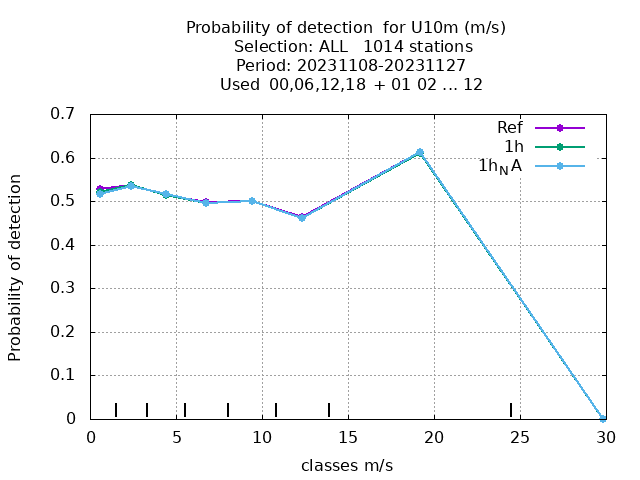 Probability of detection  for U10m (m/s)
Selection: ALL   1014 stations
Period: 20231108-20231127
Used  00,06,12,18  + 01 02 ... 12
Ref
1h
1h_NA
0.7
0.6
0.5
0.4
0.3
0.2
0.1
0
Probability of detection
0 5 10 15 20 25 30
classes m/s